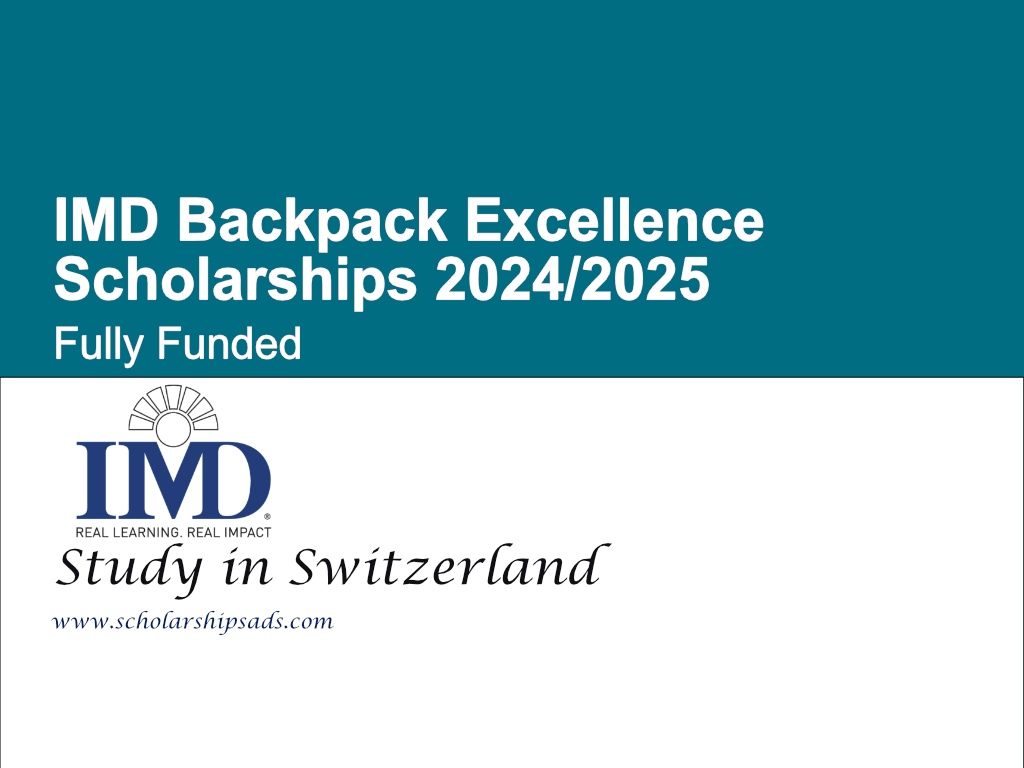 IMD Backpack Excellence
Scholarships 2024/2025
Fully Funded
IMD®
REAL LEARNING. REAL IMPACT
Study in Switzerland
www.scholarshipsads.com